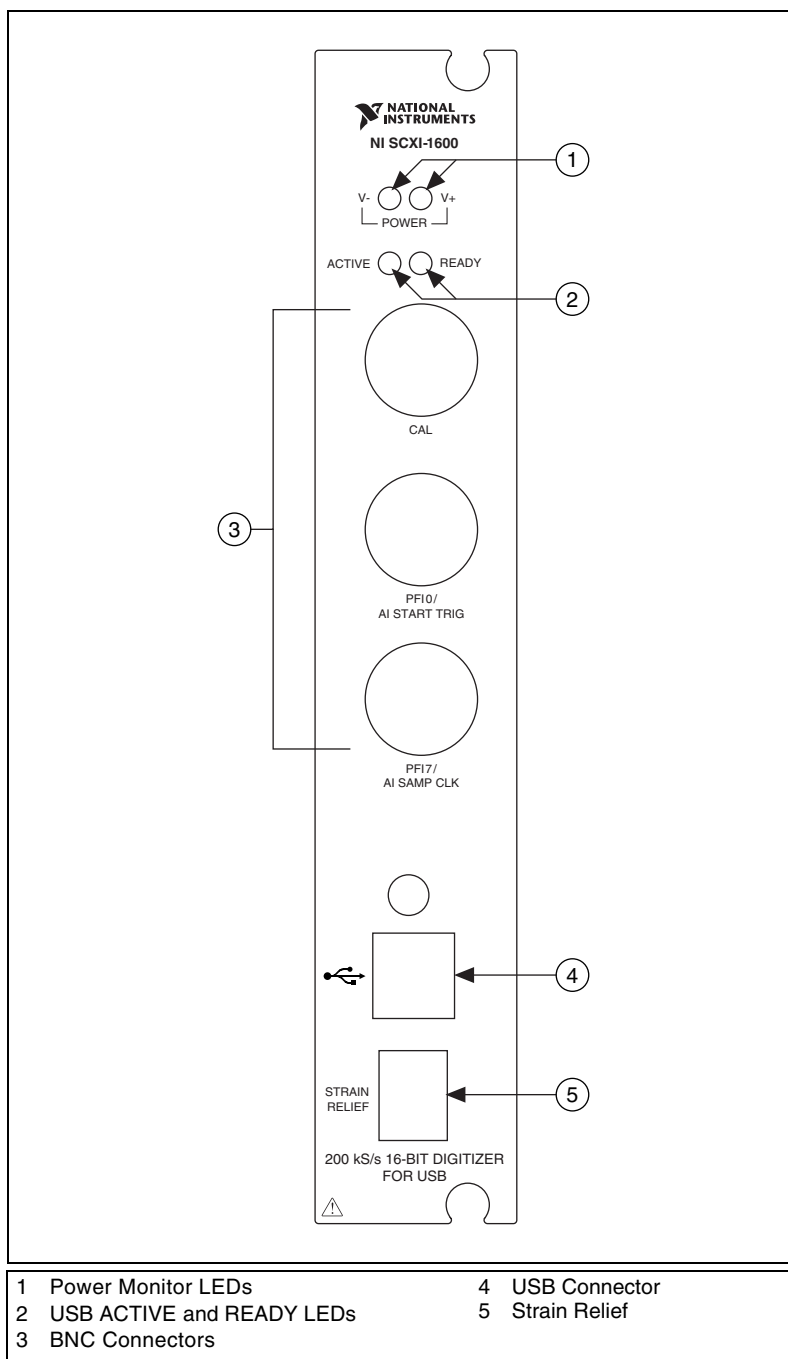 NATIONAL
INSTRUMENTS
NI SCXI-1600
1
V-
V+
POWER
ACTIVE
READY
2
CAL
3
PFI0/
AI START TRIG
PFI7/
AI SAMP CLK
4
STRAIN
RELIEF
5
200 kS/s 16-BIT DIGITIZER
FOR USB
1 Power Monitor LEDs
2 USB ACTIVE and READY LEDs
3 BNC Connectors
4 USB Connector
5 Strain Relief